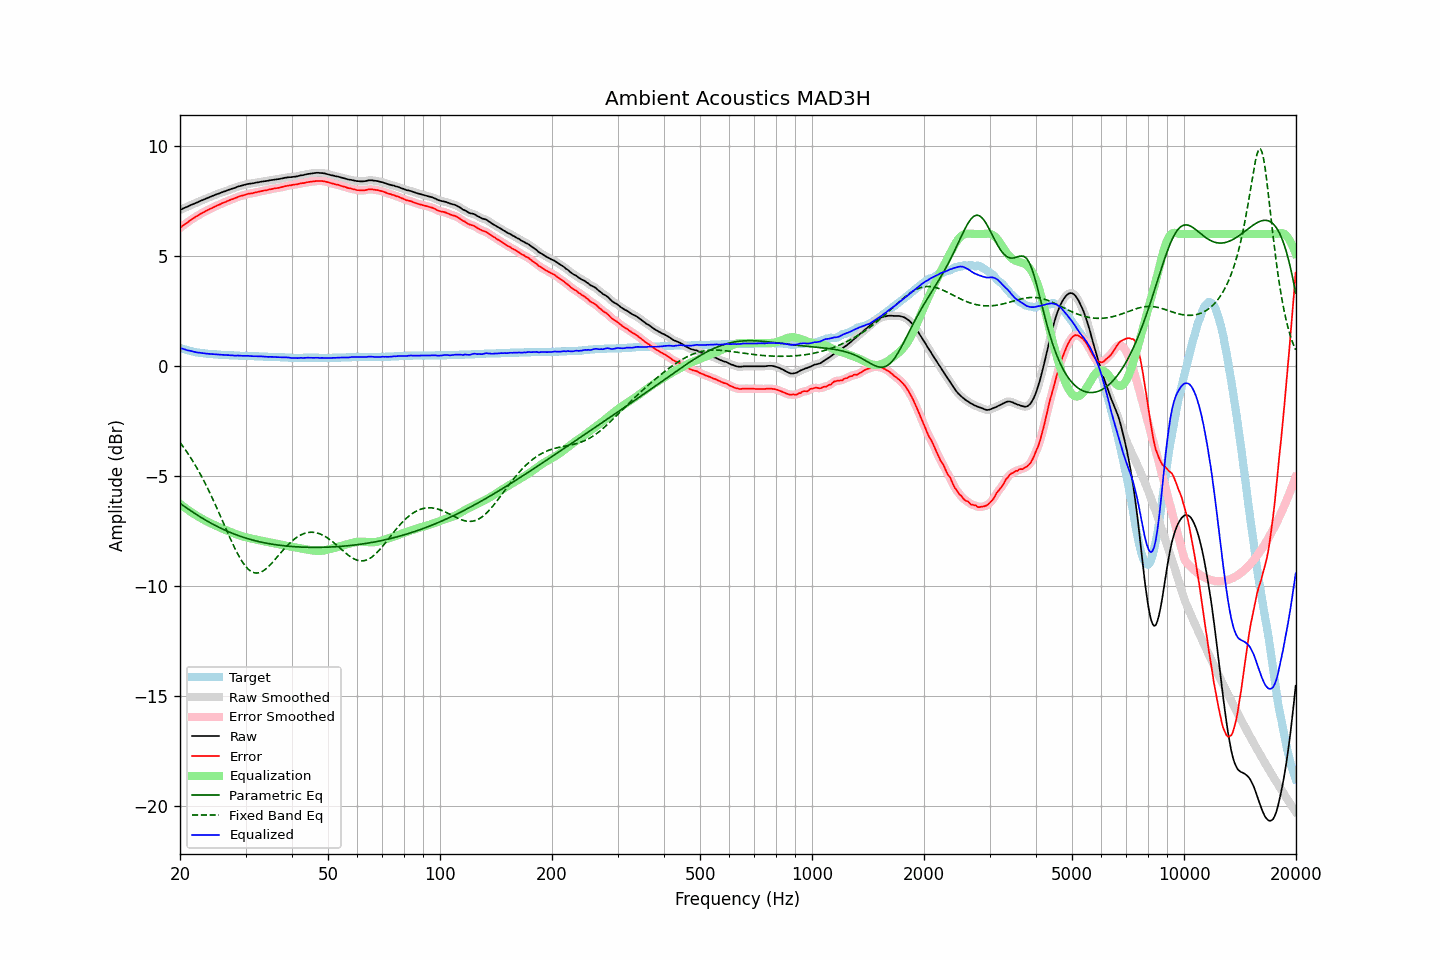 Ambient Acoustics MAD3H
Amplitude (dBr)
10
5
0
−5
−10
−15
−20
Target
Raw Smoothed
Error Smoothed
Raw
Error
Equalization
Parametric Eq
Fixed Band Eq
Equalized
20 50 100 200 500 1000 2000 5000 10000 20000
Frequency (Hz)